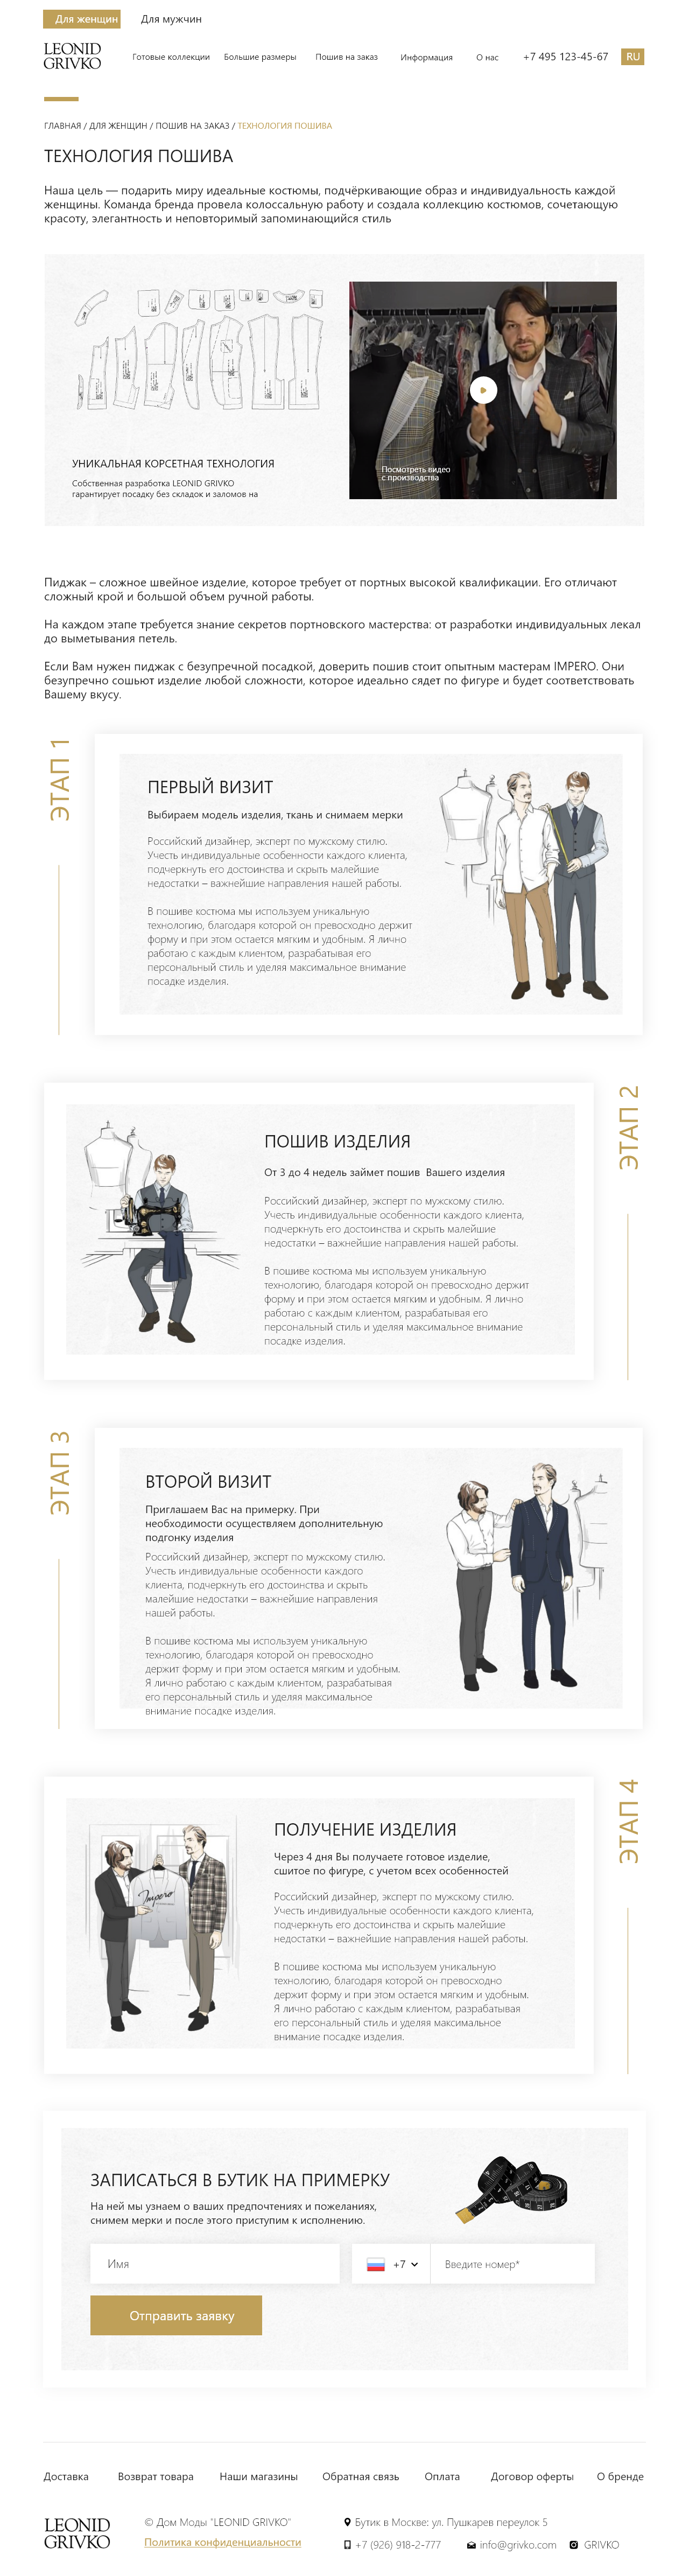 Для женщин
Для мужчин
LEONID
GRIVKO
Готовые коллекции
Большие размеры
Пошив на заказ
Информация
О нас
+7 495 123-45-67
RU
ГЛАВНАЯ / ДЛЯ ЖЕНЩИН / ПОШИВ НА ЗАКАЗ / ТЕХНОЛОГИЯ ПОШИВА
ТЕХНОЛОГИЯ ПОШИВА
Наша цель — подарить миру идеальные костюмы, подчёркивающие образ и индивидуальность каждой
женщины. Команда бренда провела колоссальную работу и создала коллекцию костюмов, сочетающую
красоту, элегантность и неповторимый запоминающийся стиль
УНИКАЛЬНАЯ КОРСЕТНАЯ ТЕХНОЛОГИЯ
Собственная разработка LEONID GRIVKO
гарантирует посадку без складок и заломов на
Посмотреть видео
с производства
Пиджак – сложное швейное изделие, которое требует от портных высокой квалификации. Его отличают
сложный крой и большой объем ручной работы.
На каждом этапе требуется знание секретов портновского мастерства: от разработки индивидуальных лекал
до выметывания петель.
Если Вам нужен пиджак с безупречной посадкой, доверить пошив стоит опытным мастерам IMPERO. Они
безупречно сошьют изделие любой сложности, которое идеально сядет по фигуре и будет соответствовать
Вашему вкусу.
ЭТАП 1
ПЕРВЫЙ ВИЗИТ
Выбираем модель изделия, ткань и снимаем мерки
Российский дизайнер, эксперт по мужскому стилю.
Учесть индивидуальные особенности каждого клиента,
подчеркнуть его достоинства и скрыть малейшие
недостатки – важнейшие направления нашей работы.
В пошиве костюма мы используем уникальную
технологию, благодаря которой он превосходно держит
форму и при этом остается мягким и удобным. Я лично
работаю с каждым клиентом, разрабатывая его
персональный стиль и уделяя максимальное внимание
посадке изделия.
ЭТАП 2
ПОШИВ ИЗДЕЛИЯ
От 3 до 4 недель займет пошив  Вашего изделия
Российский дизайнер, эксперт по мужскому стилю.
Учесть индивидуальные особенности каждого клиента,
подчеркнуть его достоинства и скрыть малейшие
недостатки – важнейшие направления нашей работы.
В пошиве костюма мы используем уникальную
технологию, благодаря которой он превосходно держит
форму и при этом остается мягким и удобным. Я лично
работаю с каждым клиентом, разрабатывая его
персональный стиль и уделяя максимальное внимание
посадке изделия.
ЭТАП 3
ВТОРОЙ ВИЗИТ
Приглашаем Вас на примерку. При
необходимости осуществляем дополнительную
подгонку изделия
Российский дизайнер, эксперт по мужскому стилю.
Учесть индивидуальные особенности каждого
клиента, подчеркнуть его достоинства и скрыть
малейшие недостатки – важнейшие направления
нашей работы.
В пошиве костюма мы используем уникальную
технологию, благодаря которой он превосходно
держит форму и при этом остается мягким и удобным.
Я лично работаю с каждым клиентом, разрабатывая
его персональный стиль и уделяя максимальное
внимание посадке изделия.
ЭТАП 4
ПОЛУЧЕНИЕ ИЗДЕЛИЯ
Через 4 дня Вы получаете готовое изделие,
сшитое по фигуре, с учетом всех особенностей
Impero
Российский дизайнер, эксперт по мужскому стилю.
Учесть индивидуальные особенности каждого клиента,
подчеркнуть его достоинства и скрыть малейшие
недостатки – важнейшие направления нашей работы.
В пошиве костюма мы используем уникальную
технологию, благодаря которой он превосходно
держит форму и при этом остается мягким и удобным.
Я лично работаю с каждым клиентом, разрабатывая
его персональный стиль и уделяя максимальное
внимание посадке изделия.
ЗАПИСАТЬСЯ В БУТИК НА ПРИМЕРКУ
На ней мы узнаем о ваших предпочтениях и пожеланиях,
снимем мерки и после этого приступим к исполнению.
Имя
+7
Введите номер*
Отправить заявку
Доставка
Возврат товара
Наши магазины
Обратная связь
Оплата
Договор оферты
О бренде
LEONID
GRIVKO
© Дом Моды "LEONID GRIVKO"
Политика конфиденциальности
Бутик в Москве: ул. Пушкарев переулок 5
+7 (926) 918-2-777
info@grivko.com
GRIVKO